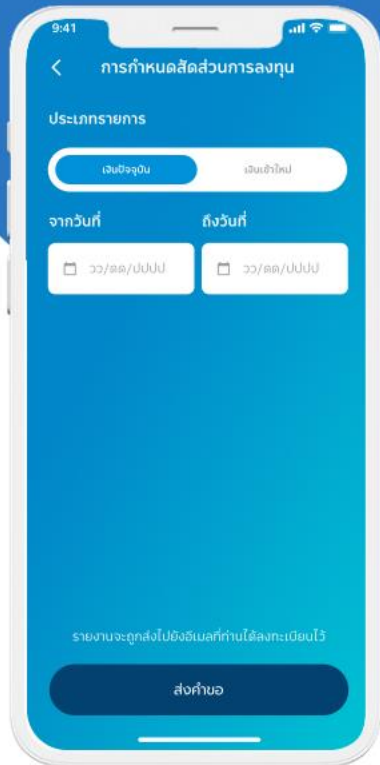 9:41
การกำหนดสัดส่วนการลงทุน
ประเภทรายการ
เงินปัจจุบัน เงินเข้าใหม่
จากวันที่ ถึงวันที่
วว/ดด/ปปปป วว/ดด/ปปปป
รายงานจะถูกส่งไปยังอีเมลที่ท่านได้ลงทะเบียนไว้
ส่งคำขอ